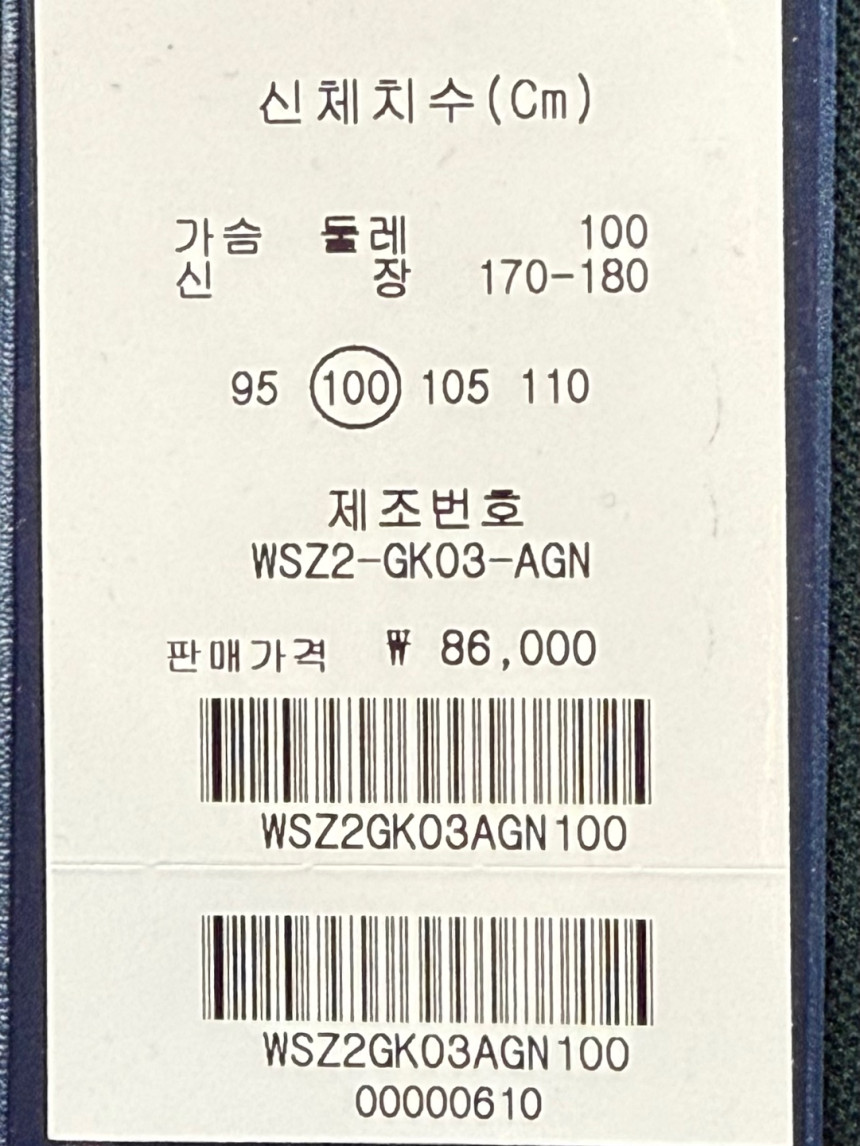 신체치수(Cm)
가슴 둘레 100
신 장 170-180
95 100 105 110
제조번호
WSZ2-GK03-AGN
판매가격 ₩ 86,000
WSZ2GK03AGN100
WSZ2GK03AGN100
00000610